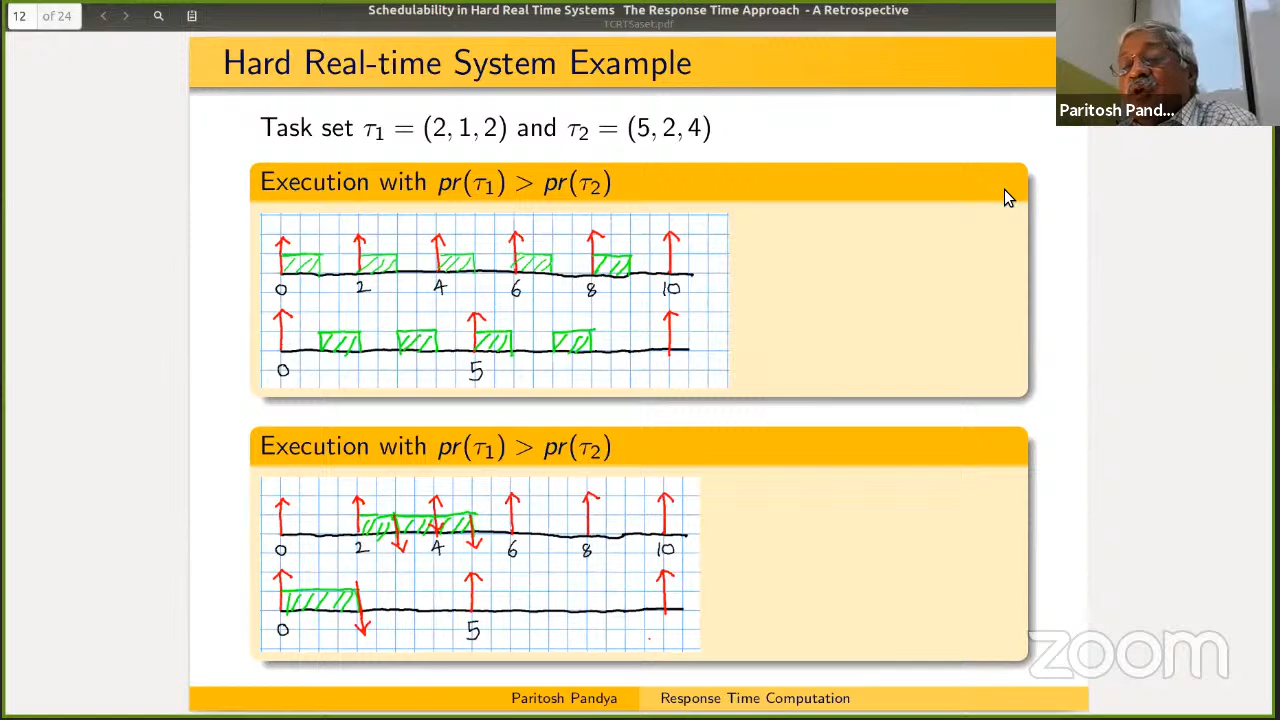 12 of 24
Schedulability in Hard Real Time Systems The Response Time Approach - A Retrospective
TCRTSaset.pdf
Hard Real-time System Example
Paritosh Pand...
Task set τ1 = (2, 1, 2) and τ2 = (5, 2, 4)
Execution with pr(τ1) > pr(τ2)
0 2 4 6 8 10
0 5
Execution with pr(τ1) > pr(τ2)
0 2 4 6 8 10
0 5
zoom
Paritosh Pandya Response Time Computation